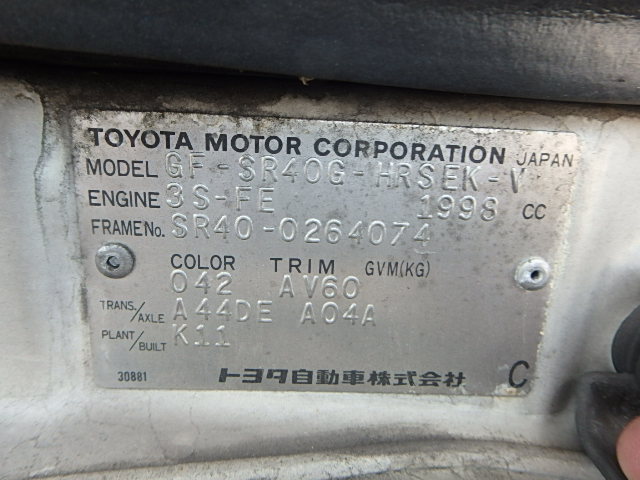 TOYOTA MOTOR CORPORATION JAPAN
MODEL GF-SR40G-HRSEK-V
ENGINE 3S-FE 1998 CC
FRAME No. SR40-0264074
COLOR TRIM GVM(KG)
042 AV60
TRANS./AXLE A44DE A04A
PLANT/BUILT K11
30881 トヨタ自動車株式会社 C